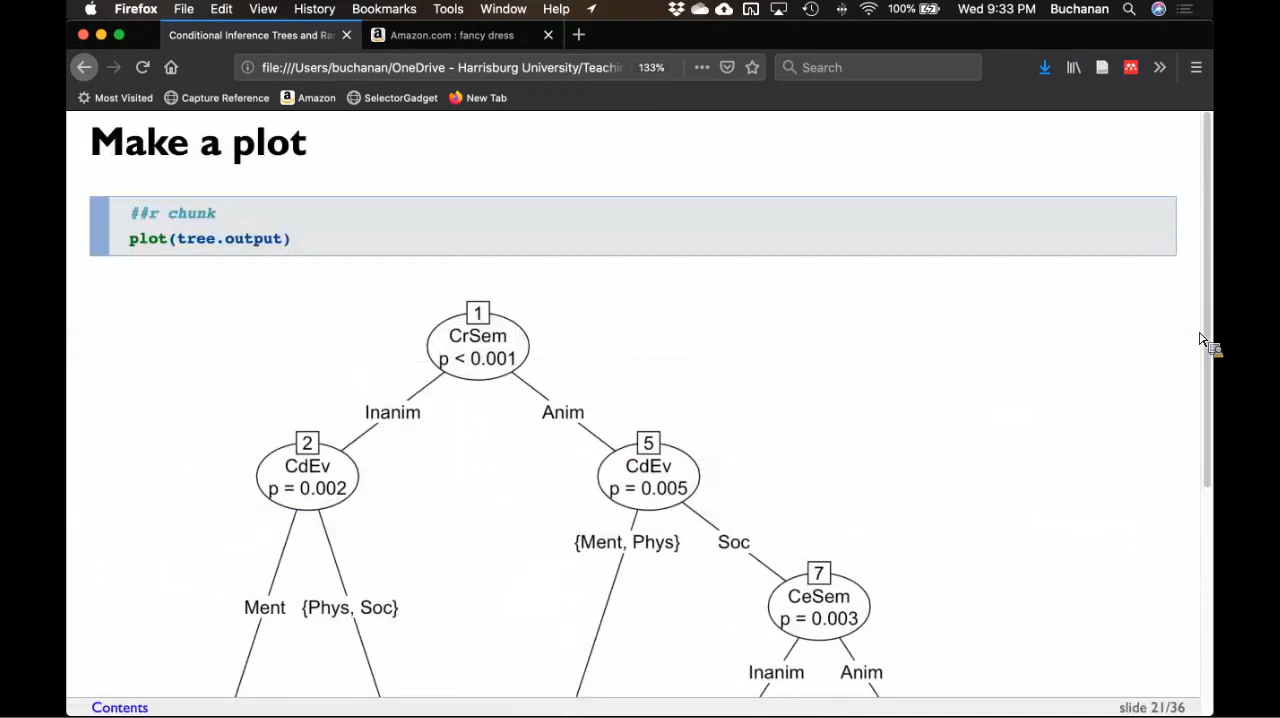 Firefox File Edit View History Bookmarks Tools Window Help 100% Wed 9:33 PM Buchanan
Conditional Inference Trees and Ra
Amazon.com : fancy dress
file:///Users/buchanan/OneDrive - Harrisburg University/Teachin 133% Search
Most Visited Capture Reference Amazon SelectorGadget New Tab
Make a plot
##r chunk
plot(tree.output)
1
CrSem
p < 0.001
Inanim Anim
2 5
CdEv CdEv
p = 0.002 p = 0.005
{Ment, Phys} Soc
7
CeSem
p = 0.003
Ment {Phys, Soc}
Inanim Anim
Contents slide 21/36